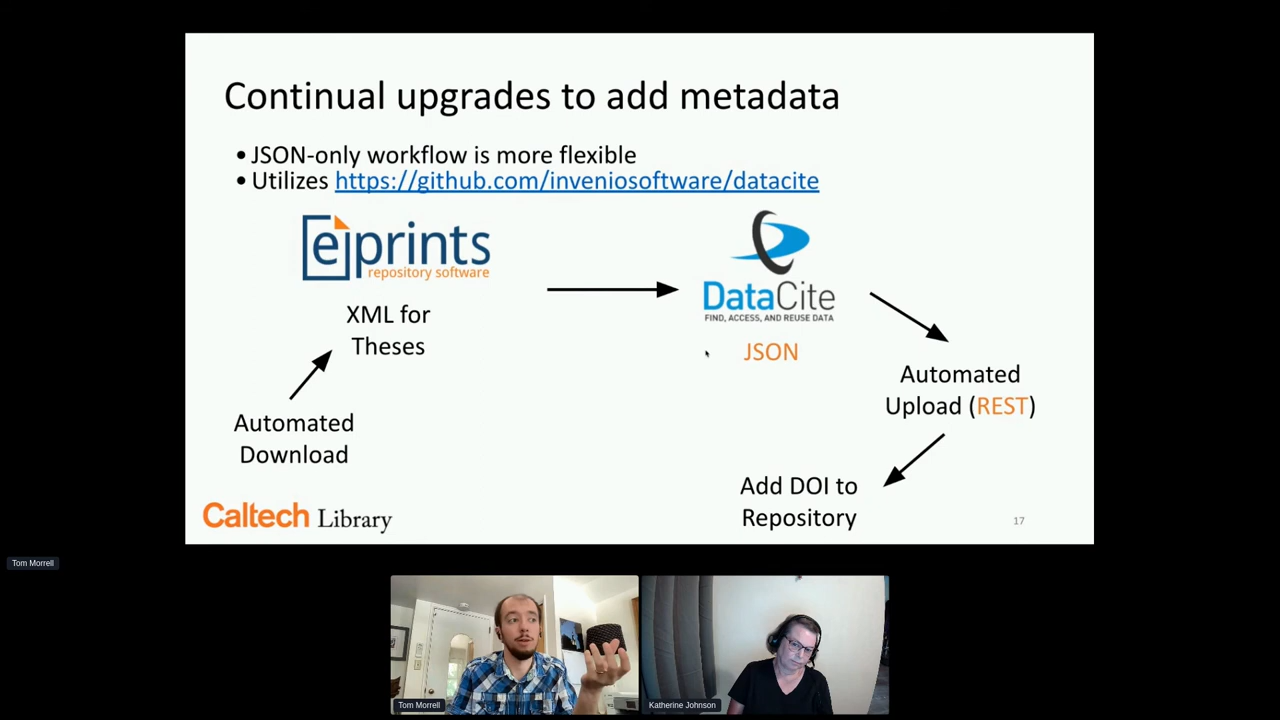 Continual upgrades to add metadata
•JSON-only workflow is more flexible
•Utilizes https://github.com/inveniosoftware/datacite
eprints
repository software
DataCite
FIND, ACCESS, AND REUSE DATA
XML for
Theses
JSON
Automated
Upload (REST)
Automated
Download
Add DOI to
Repository
Caltech Library
17
Tom Morrell
Tom Morrell
Katherine Johnson